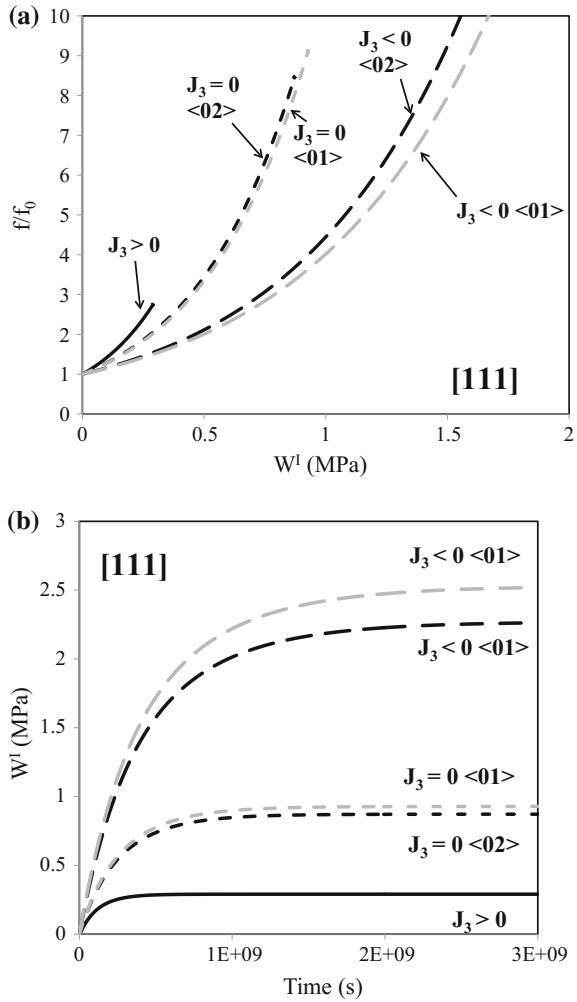 (a)
10
9
8
7
6
5
4
3
2
1
0
f/f₀
J₃ = 0
<02>
J₃ < 0
<02>
J₃ = 0
<01>
J₃ > 0
J₃ < 0 <01>
[111]
0
0.5
1
1.5
2
Wᴵ (MPa)
(b)
3
2.5
2
1.5
1
0.5
0
Wᴵ (MPa)
[111]
J₃ < 0 <01>
J₃ < 0 <01>
J₃ = 0 <01>
J₃ = 0 <02>
J₃ > 0
0
1E+09
2E+09
3E+09
Time (s)